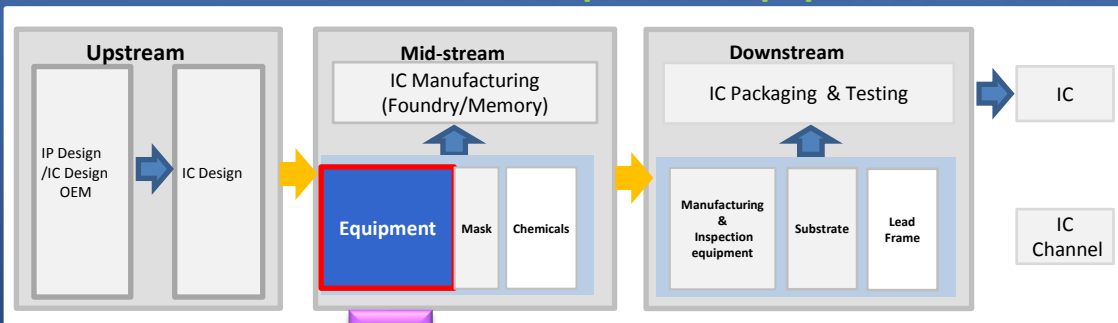 Upstream
IP Design
/IC Design
OEM
IC Design
Mid-stream
IC Manufacturing
(Foundry/Memory)
Equipment
Mask
Chemicals
Downstream
IC Packaging & Testing
Manufacturing
&
Inspection
equipment
Substrate
Lead
Frame
IC
IC
Channel